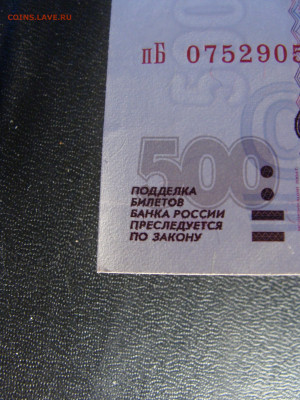 COINS.LAVE.RU
пБ 0752905
500
ПОДДЕЛКА
БИЛЕТОВ
БАНКА РОССИИ
ПРЕСЛЕДУЕТСЯ
ПО ЗАКОНУ